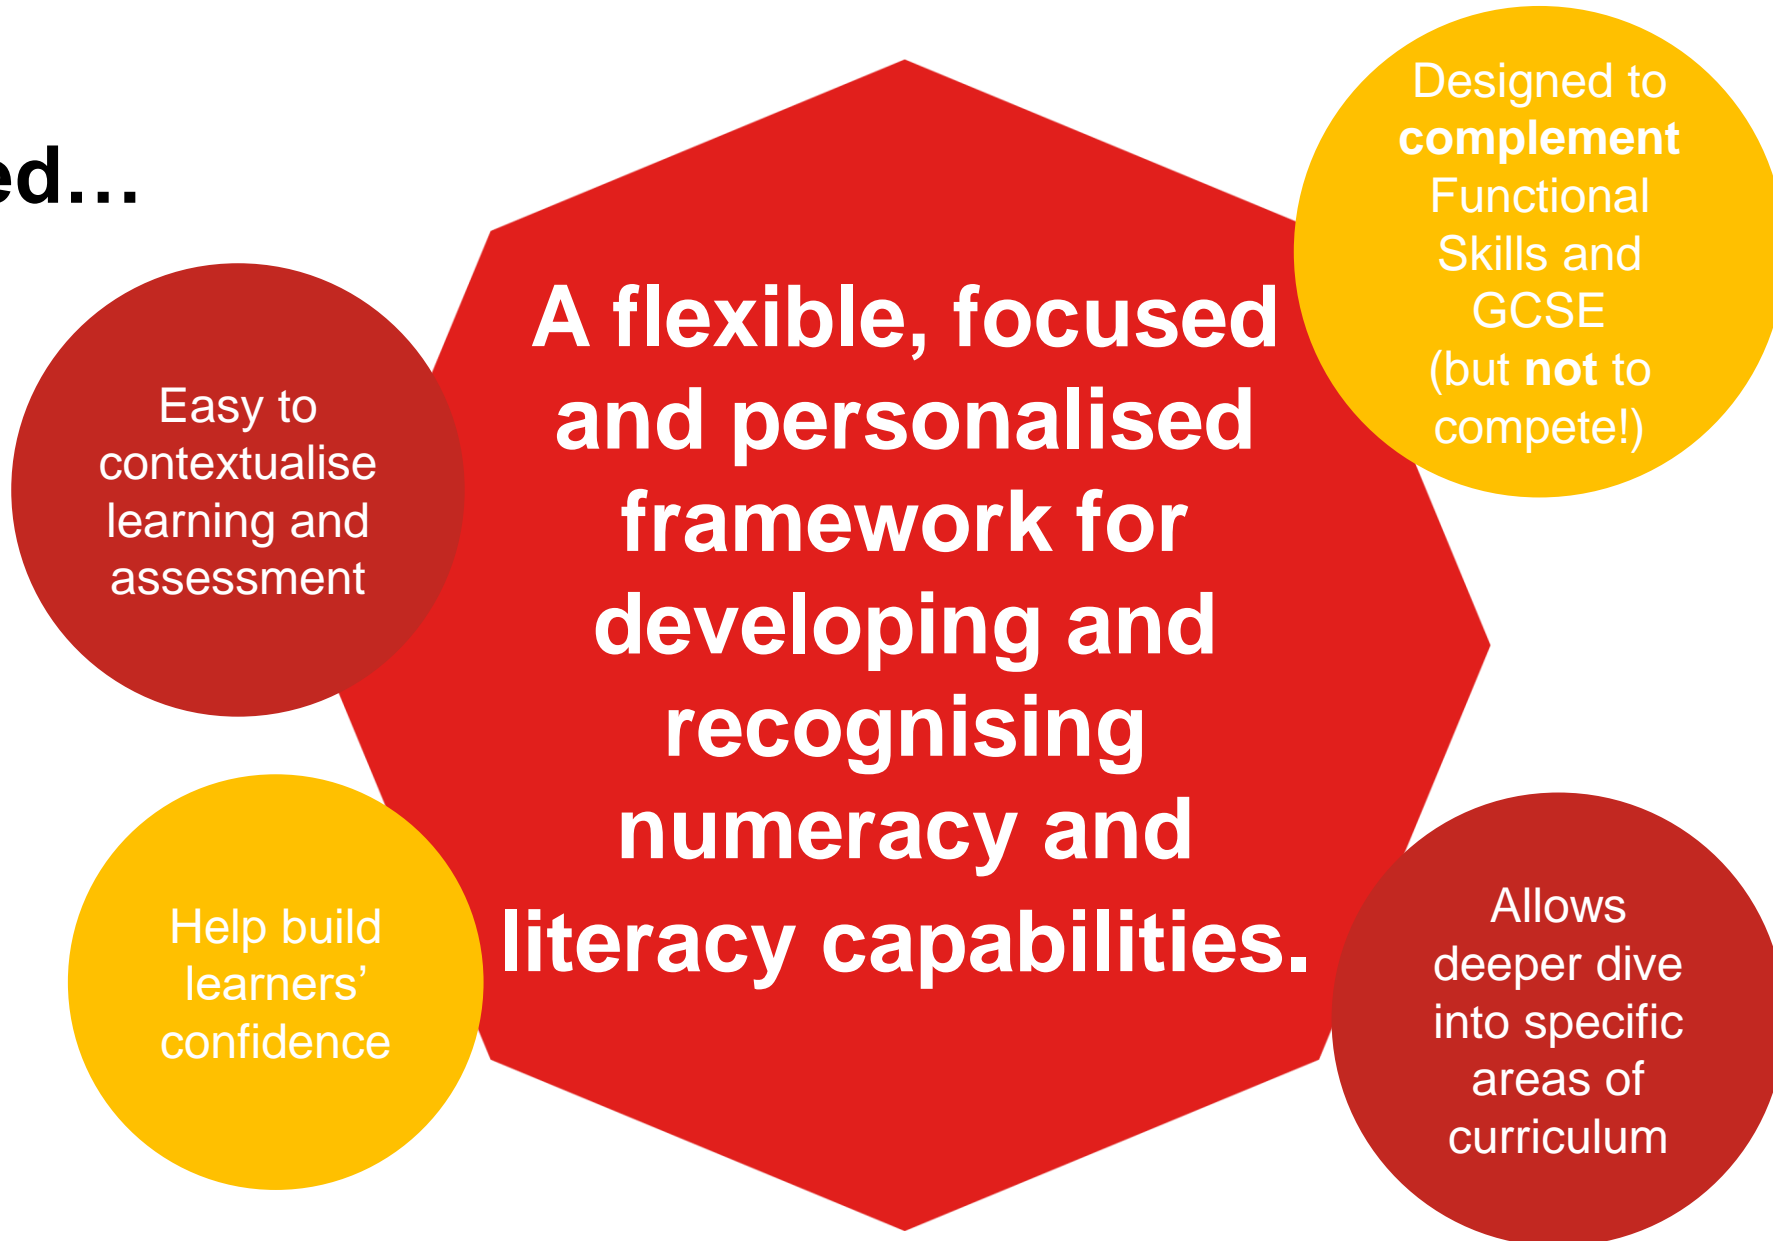 ed…
A flexible, focused
and personalised
framework for
developing and
recognising
numeracy and
literacy capabilities.
Designed to
complement
Functional
Skills and
GCSE
(but not to
compete!)
Easy to
contextualise
learning and
assessment
Help build
learners’
confidence
Allows
deeper dive
into specific
areas of
curriculum